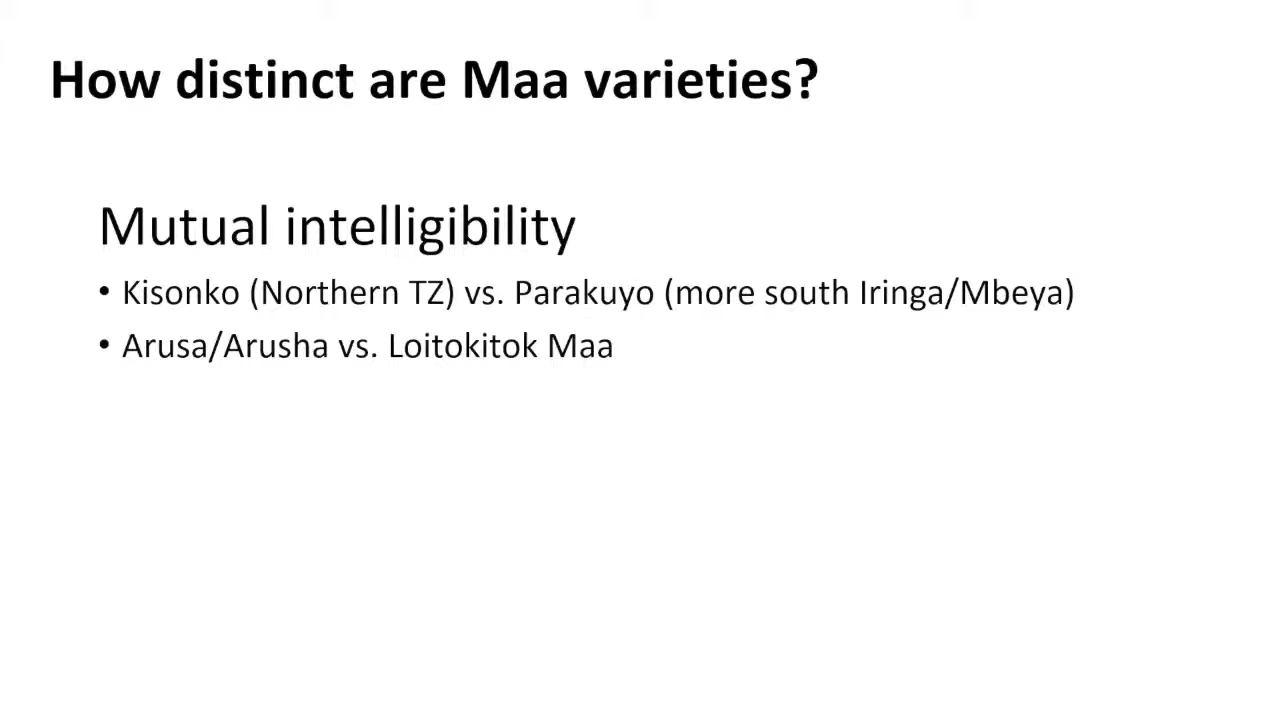 How distinct are Maa varieties?
Mutual intelligibility
• Kisonko (Northern TZ) vs. Parakuyo (more south Iringa/Mbeya)
• Arusa/Arusha vs. Loitokitok Maa